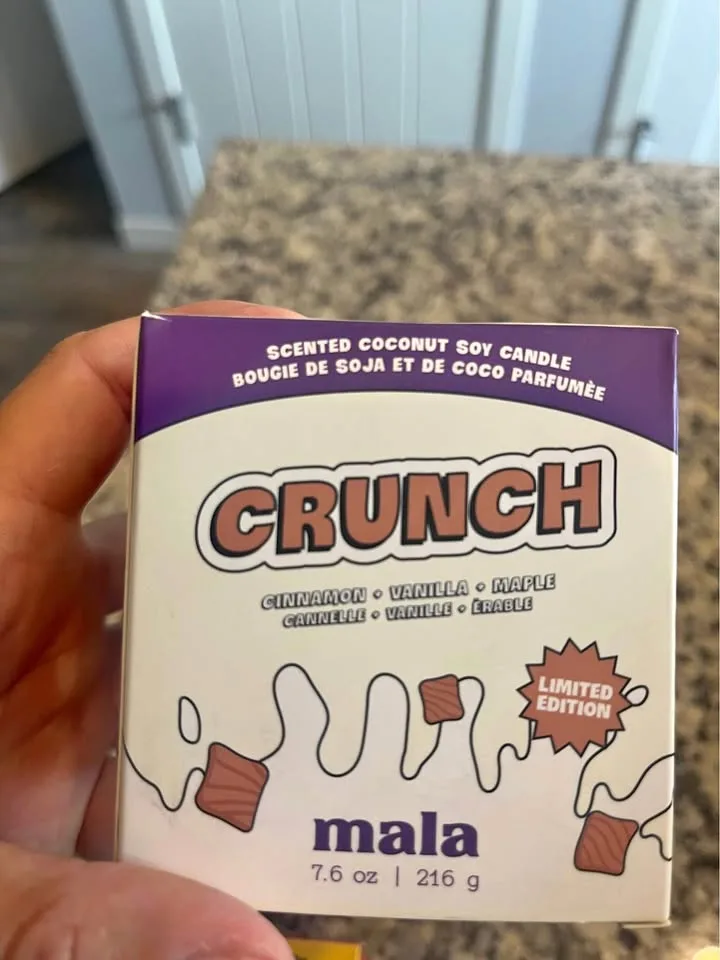 SCENTED COCONUT SOY CANDLE
BOUGIE DE SOJA ET DE COCO PARFUMÈE
CRUNCH
CINNAMON • VANILLA • MAPLE
CANNELLE • VANILLE • ÉRABLE
LIMITED
EDITION
mala
7.6 oz | 216 g